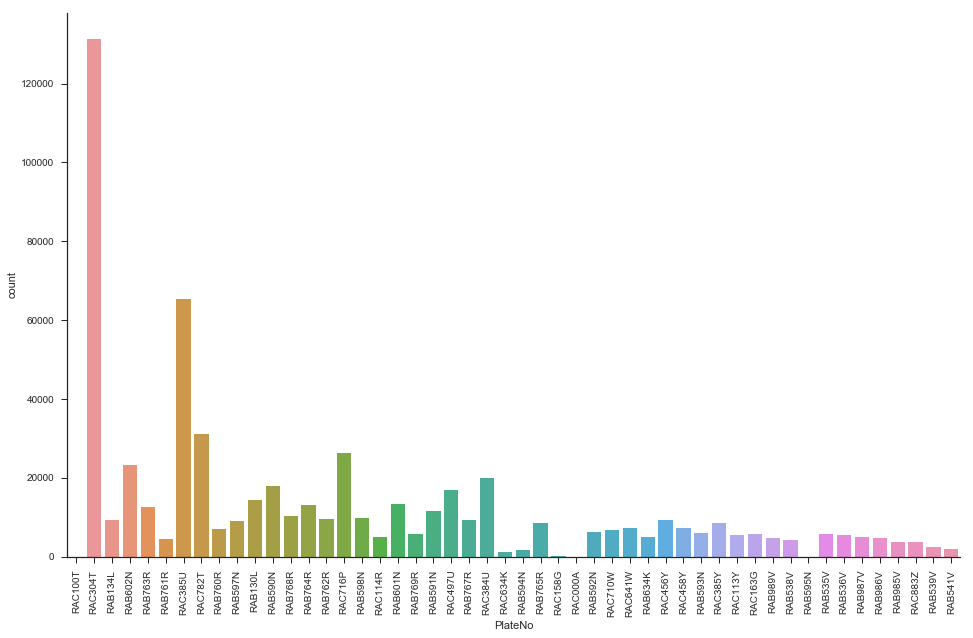 120000
100000
80000
60000
40000
20000
0
count
RAC100T
RAC304T
RAB134L
RAB602N
RAB763R
RAB761R
RAC385U
RAC782T
RAB760R
RAB597N
RAB130L
RAB590N
RAB768R
RAB764R
RAB762R
RAC716P
RAB598N
RAC114R
RAB601N
RAB769R
RAB591N
RAC497U
RAB767R
RAC384U
RAC634K
RAB594N
RAB765R
RAC158G
RAC000A
RAB592N
RAC710W
RAC641W
RAB634K
RAC456Y
RAC458Y
RAB593N
RAC385Y
RAC113Y
RAC163G
RAB989V
RAB538V
RAB595N
RAB535V
RAB536V
RAB987V
RAB986V
RAB985V
RAC883Z
RAB539V
RAB541V
PlateNo